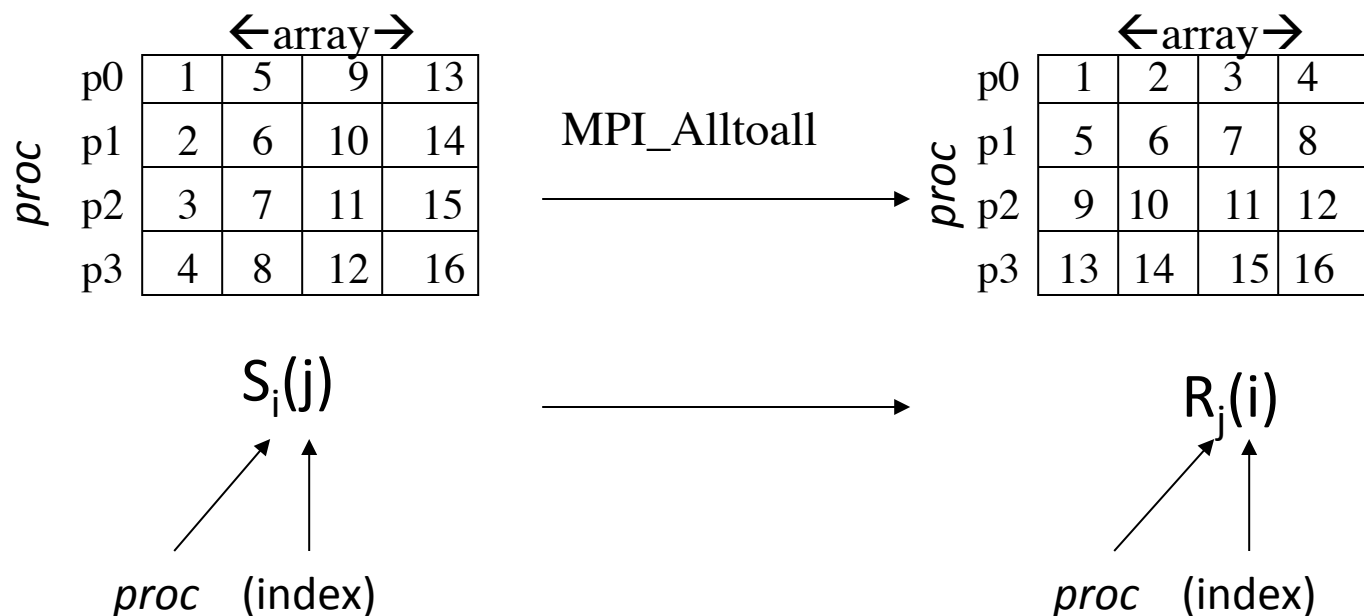 ←array→ ←array→
p0 1 5 9 13 p0 1 2 3 4
MPI_Alltoall
proc p1 2 6 10 14 proc p1 5 6 7 8
p2 3 7 11 15 p2 9 10 11 12
p3 4 8 12 16 p3 13 14 15 16
Si(j) Rj(i)
proc (index) proc (index)